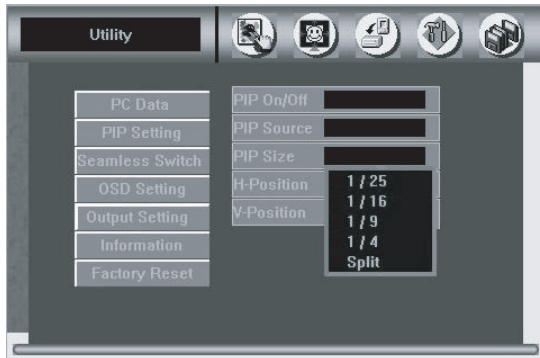 Utility
PC Data
PIP Setting
Seamless Switch
OSD Setting
Output Setting
Information
Factory Reset
PIP On/Off
PIP Source
PIP Size
H-Position
V-Position
1 / 25
1 / 16
1 / 9
1 / 4
Split